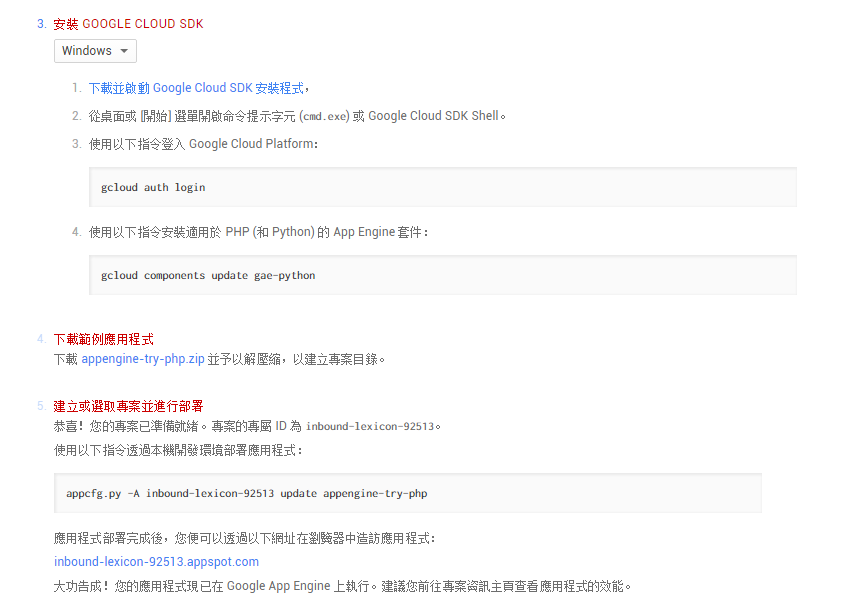 3. 安裝 GOOGLE CLOUD SDK
Windows
1. 下載並啟動 Google Cloud SDK 安裝程式，
2. 從桌面或 [開始] 選單開啟命令提示字元 (cmd.exe) 或 Google Cloud SDK Shell。
3. 使用以下指令登入 Google Cloud Platform：
gcloud auth login
4. 使用以下指令安裝適用於 PHP (和 Python) 的 App Engine 套件：
gcloud components update gae-python
4. 下載範例應用程式
下載 appengine-try-php.zip 並予以解壓縮，以建立專案目錄。
5. 建立或選取專案並進行部署
恭喜！您的專案已準備就緒。專案的專屬 ID 為 inbound-lexicon-92513。
使用以下指令透過本機開發環境部署應用程式：
appcfg.py -A inbound-lexicon-92513 update appengine-try-php
應用程式部署完成後，您便可以透過以下網址在瀏覽器中造訪應用程式：
inbound-lexicon-92513.appspot.com
大功告成！您的應用程式現已在 Google App Engine 上執行。建議您前往專案資訊主頁查看應用程式的效能。